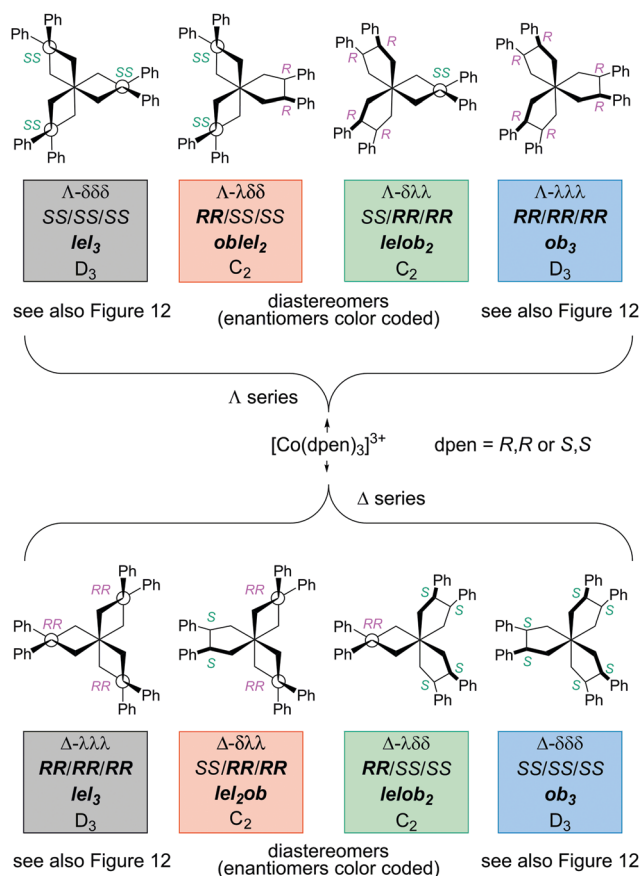 Ph Ph Ph Ph
Ph Ph Ph Ph
SS SS R R
SS SS R R
Ph Ph Ph Ph
R R R
R R R
Ph Ph Ph Ph
SS SS R R
R R
Ph Ph Ph Ph
Ph Ph Ph Ph
Λ-δδδ Λ-λδδ Λ-δλλ Λ-λλλ
SS/SS/SS RR/SS/SS SS/RR/RR RR/RR/RR
lel3 oblel2 lelob2 ob3
D3 C2 C2 D3
see also Figure 12 diastereomers see also Figure 12
(enantiomers color coded)
Λ series
[Co(dpen)3]3+ dpen = R,R or S,S
Δ series
Ph Ph Ph Ph
RR Ph RR Ph S Ph S Ph
S S
RR S RR S
Ph Ph Ph Ph
Ph Ph Ph Ph
S S
RR RR S S
S S
Ph Ph Ph Ph
Ph Ph Ph Ph
Δ-λλλ Δ-δλλ Δ-λδδ Δ-δδδ
RR/RR/RR SS/RR/RR RR/SS/SS SS/SS/SS
lel3 lel2ob lelob2 ob3
D3 C2 C2 D3
see also Figure 12 diastereomers see also Figure 12
(enantiomers color coded)